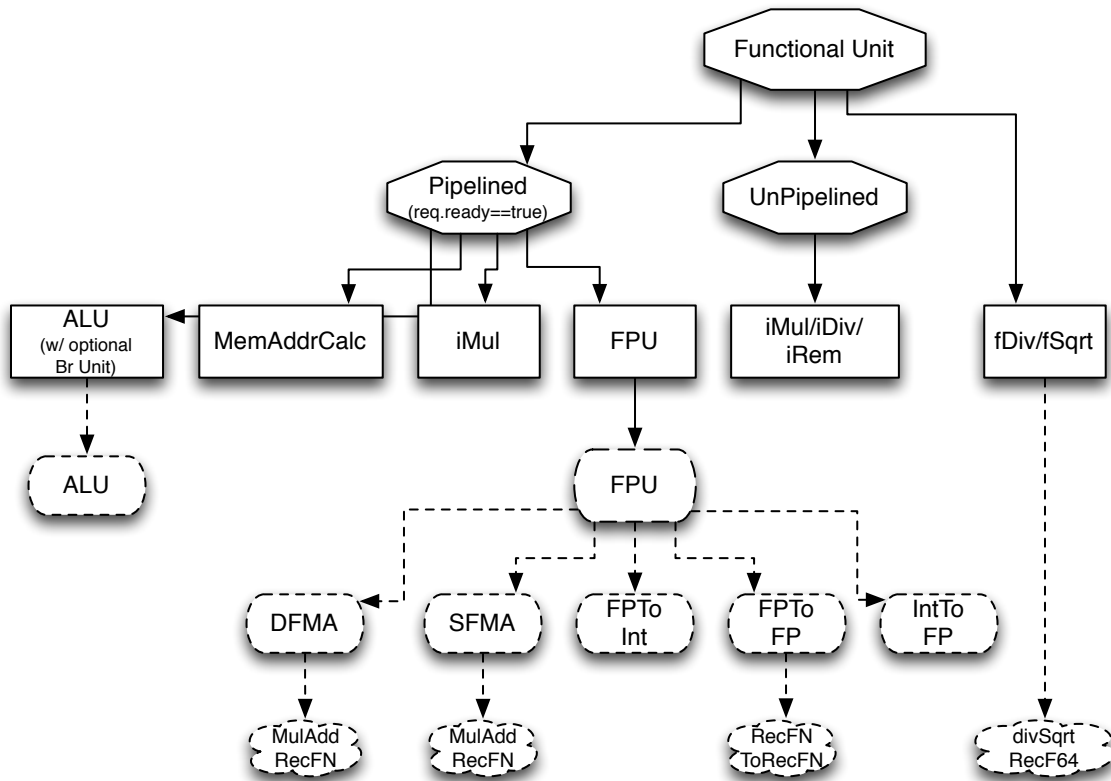 Functional Unit
Pipelined
(req.ready==true)
UnPipelined
ALU
(w/ optional
Br Unit)
MemAddrCalc
iMul
FPU
iMul/iDiv/
iRem
fDiv/fSqrt
ALU
FPU
DFMA
SFMA
FPTo
Int
FPTo
FP
IntTo
FP
MulAdd
RecFN
MulAdd
RecFN
RecFN
ToRecFN
divSqrt
RecF64